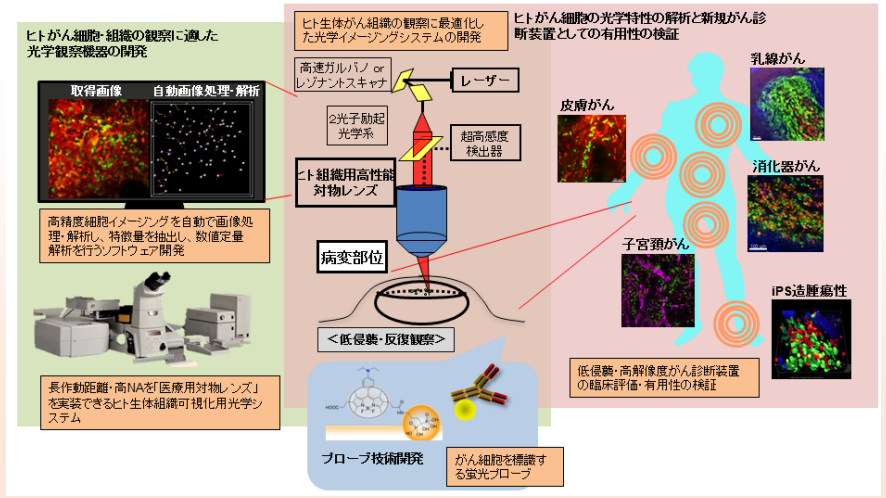 ヒトがん細胞・組織の観察に適した
光学観察機器の開発
取得画像
自動画像処理・解析
高精度細胞イメージングを自動で画像処
理・解析し、特徴量を抽出し、数値定量
解析を行うソフトウェア開発
長作動距離・高NAを「医療用対物レンズ」
を実装できるヒト生体組織可視化用光学シ
ステム
ヒト生体がん組織の観察に最適化し
た光学イメージングシステムの開発
高速ガルバノ or
レゾナントスキャナ
レーザー
2光子励起
光学系
超高感度
検出器
ヒト組織用高性能
対物レンズ
病変部位
<低侵襲・反復観察>
プローブ技術開発
がん細胞を標識す
る蛍光プローブ
HOOC
ヒトがん細胞の光学特性の解析と新規がん診
断装置としての有用性の検証
乳線がん
皮膚がん
消化器がん
子宮頚がん
iPS造腫瘍性
低侵襲・高解像度がん診断装置
の臨床評価・有用性の検証